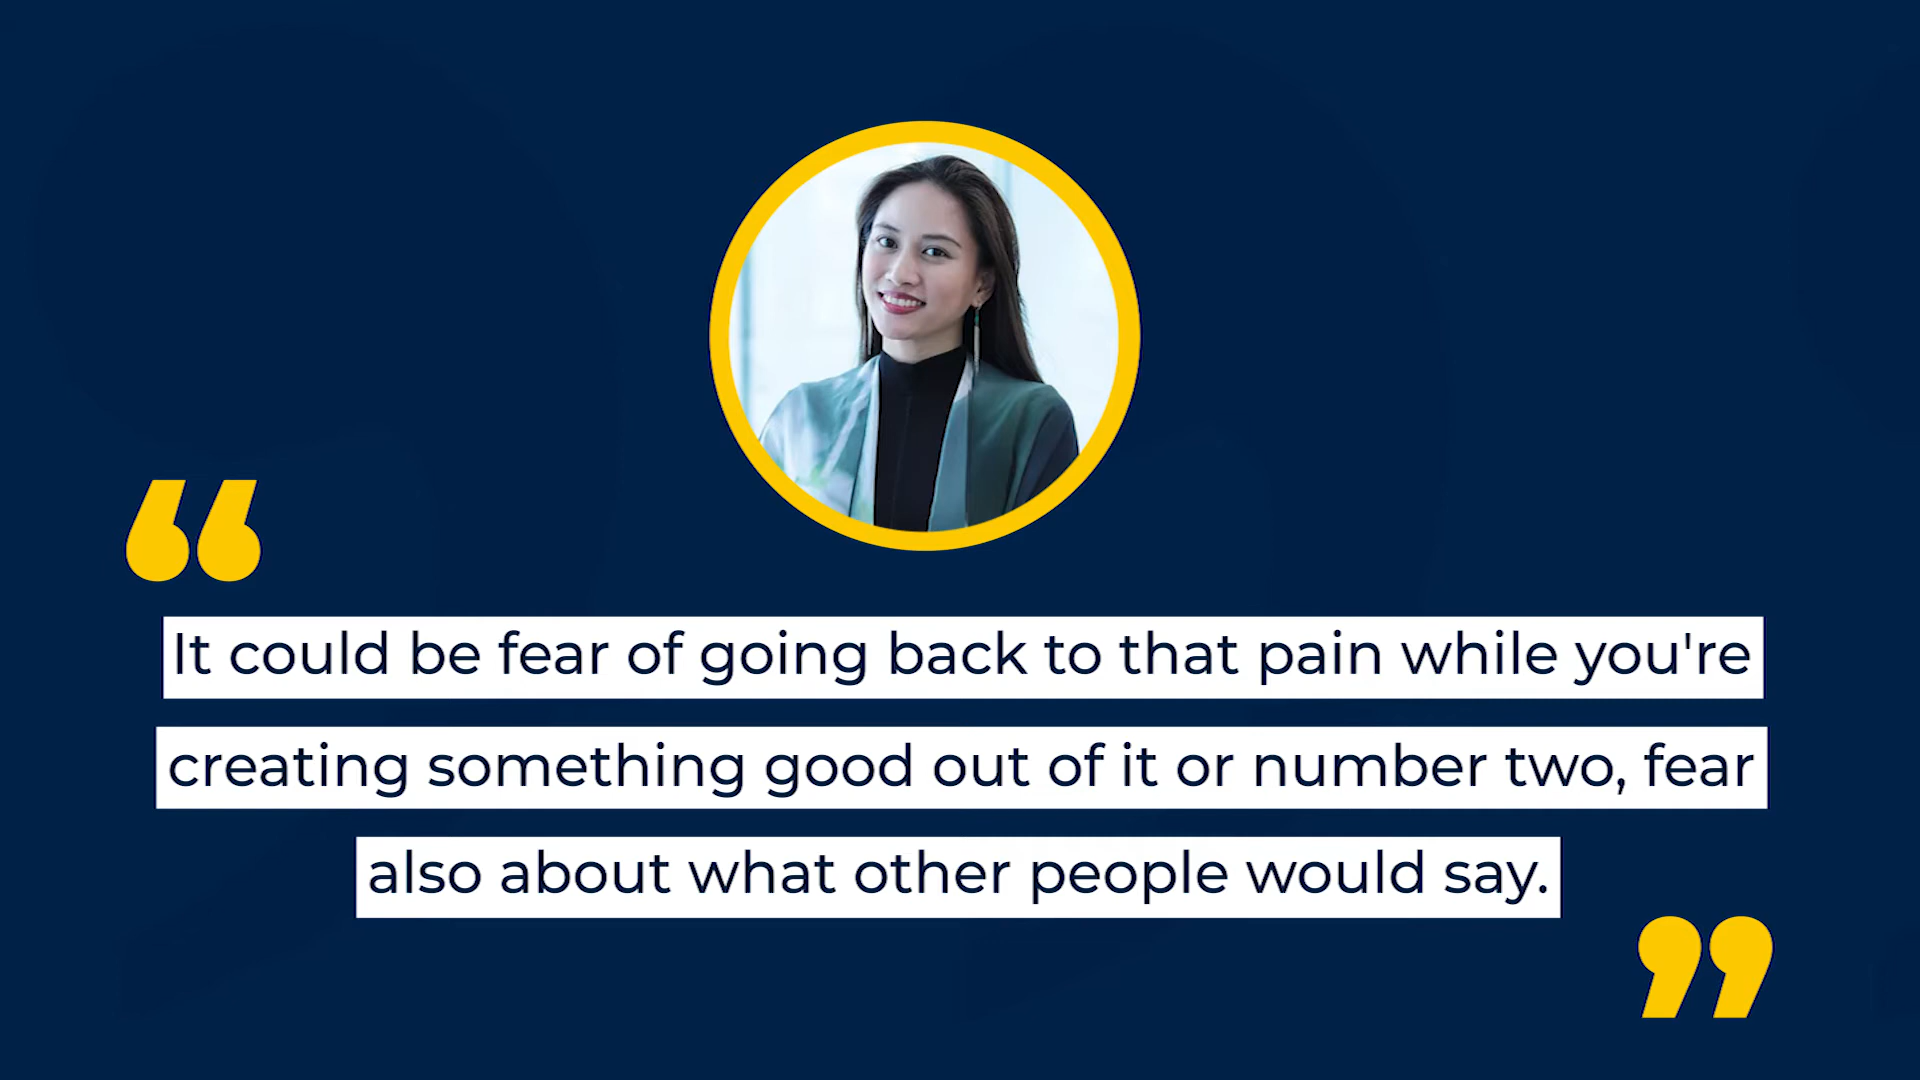 “
It could be fear of going back to that pain while you're
creating something good out of it or number two, fear
also about what other people would say.
”